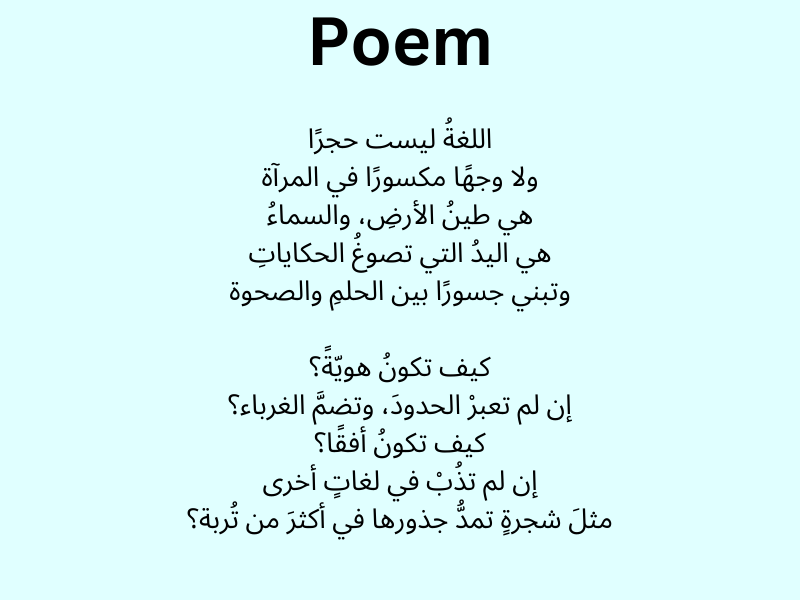 Poem
اللغةُ ليست حجرًا
ولا وجهًا مكسورًا في المرآة
هي طينُ الأرضِ، والسماءُ
هي اليدُ التي تصوغُ الحكاياتِ
وتبني جسورًا بين الحلمِ والصحوة
كيف تكونُ هويّةً؟
إن لم تعبرْ الحدودَ، وتضمَّ الغرباء؟
كيف تكونُ أفقًا؟
إن لم تذُبْ في لغاتٍ أخرى
مثلَ شجرةٍ تمدُّ جذورها في أكثرَ من تُربة؟